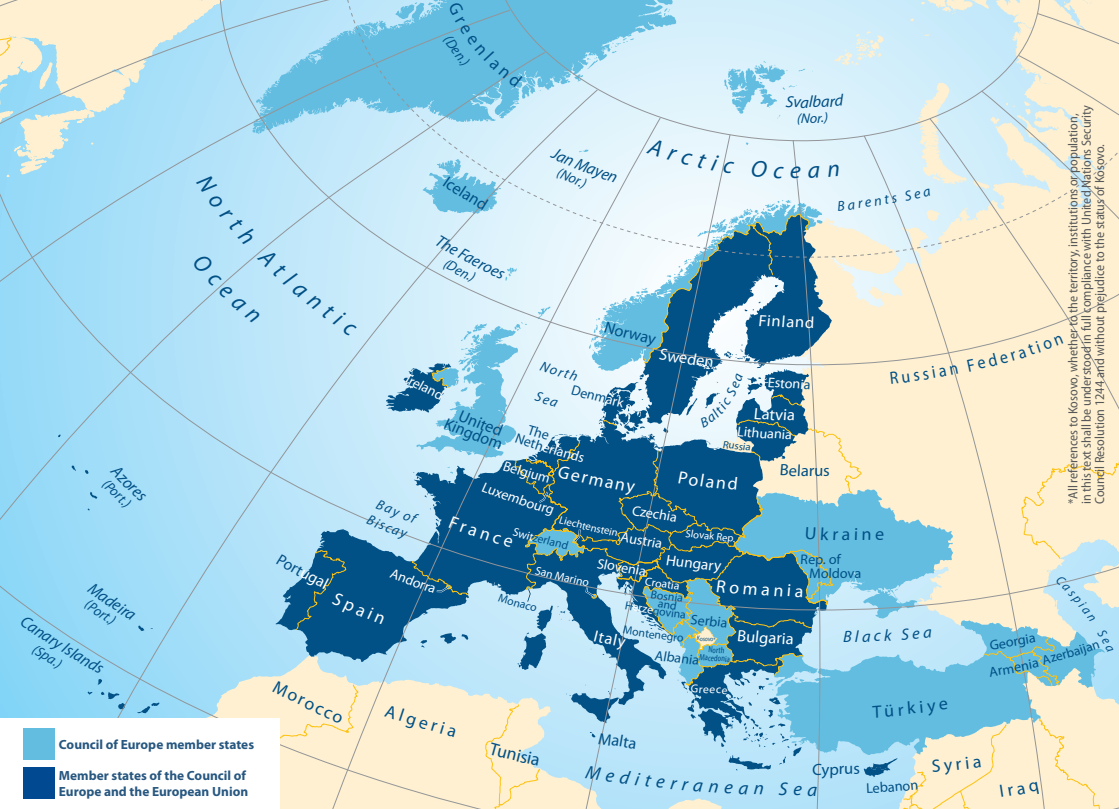 Greenland
(Den.)
Svalbard
(Nor.)
Arctic Ocean
Jan Mayen
(Nor.)
Barents Sea
Iceland
North Atlantic
Ocean
The Faeroes
(Den.)
Norway
Sweden
Finland
Russian Federation
North
Sea
Denmark
Baltic Sea
Estonia
Latvia
Lithuania
Russia
Belarus
Ireland
United
Kingdom
The
Netherlands
Belgium
Luxembourg
Germany
Poland
Azores
(Port.)
Bay of
Biscay
France
Switzerland
Liechtenstein
Czechia
Slovak Rep.
Austria
Hungary
Ukraine
Rep. of
Moldova
Romania
Slovenia
Croatia
San Marino
Monaco
Andorra
Portugal
Spain
Madeira
(Port.)
Canary Islands
(Spa.)
Bosnia
and
Herzegovina
Serbia
Montenegro
Kosovo*
Bulgaria
Albania
North
Macedonia
Italy
Greece
Black Sea
Caspian Sea
Georgia
Armenia
Azerbaijan
Türkiye
Morocco
Algeria
Tunisia
Malta
Mediterranean Sea
Cyprus
Lebanon
Syria
Iraq
*All references to Kosovo, whether to the territory, institutions or population,
in this text shall be understood in full compliance with United Nations Security
Council Resolution 1244 and without prejudice to the status of Kosovo.
Council of Europe member states
Member states of the Council of
Europe and the European Union